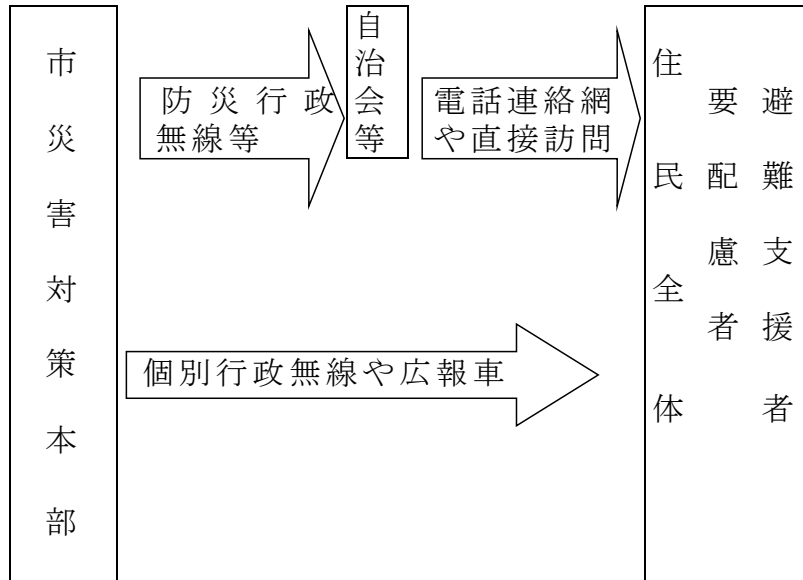 市災害対策本部
防災行政
無線等
自治会等
電話連絡網
や直接訪問
個別行政無線や広報車
避難支援者
要配慮者
住民全体